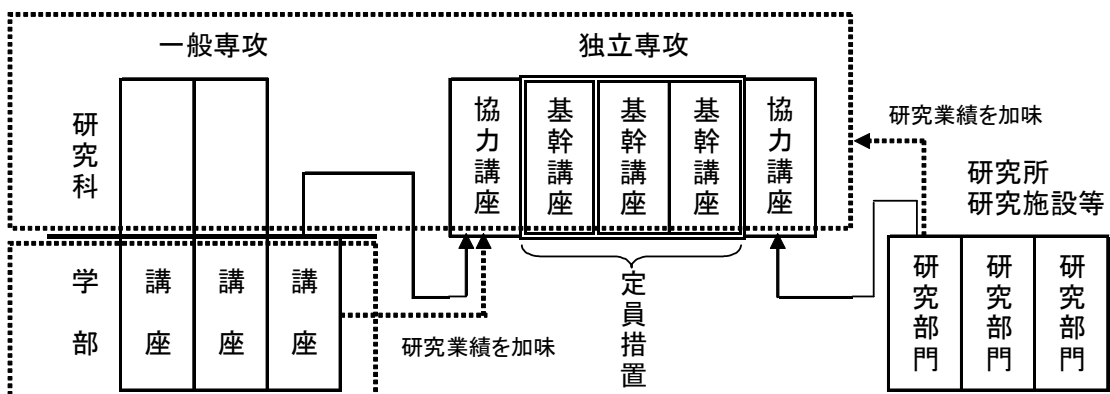 一般専攻
独立専攻
研究科
協力講座
基幹講座
基幹講座
基幹講座
協力講座
研究業績を加味
研究所
研究施設等
学部
講座
講座
講座
研究業績を加味
定員措置
研究部門
研究部門
研究部門